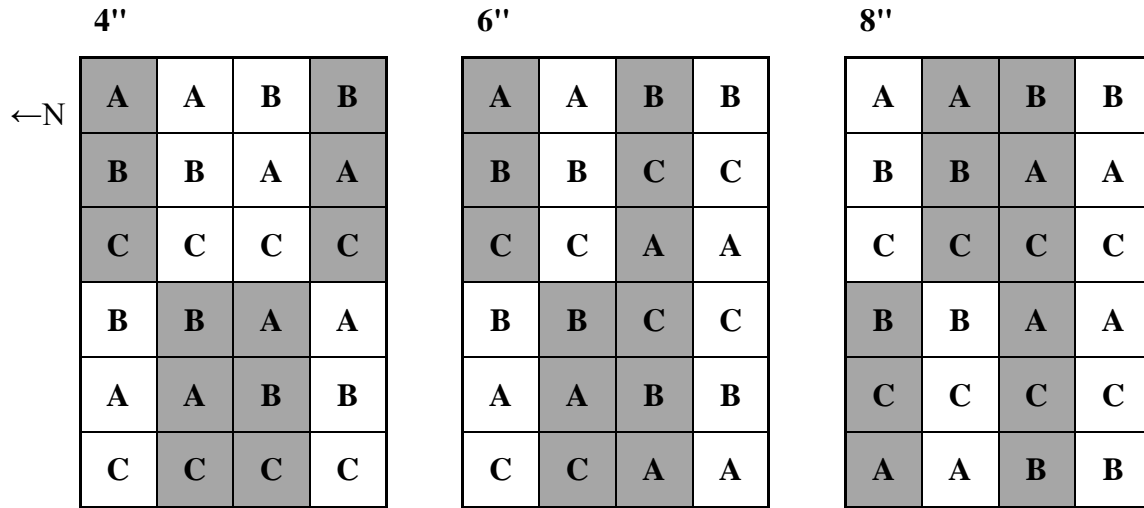 4" 6" 8"
←N
A A B B A A B B A A B B
B B A A B B C C B B A A
C C C C C C A A C C C C
B B A A B B C C B B A A
A A B B A A B B C C C C
C C C C C C A A A A B B